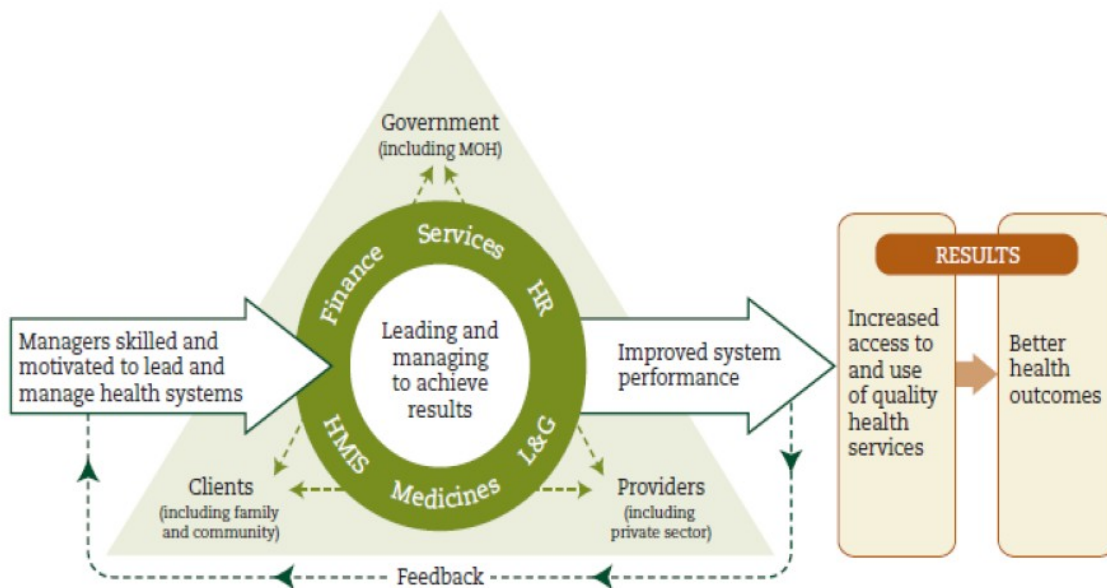 Government
(including MOH)
Finance
Services
HR
Managers skilled and
motivated to lead and
manage health systems
Leading and
managing
to achieve
results
Improved system
performance
HMIS
Medicines
L&G
Clients
(including family
and community)
Providers
(including
private sector)
Feedback
RESULTS
Increased
access to
and use
of quality
health
services
Better
health
outcomes